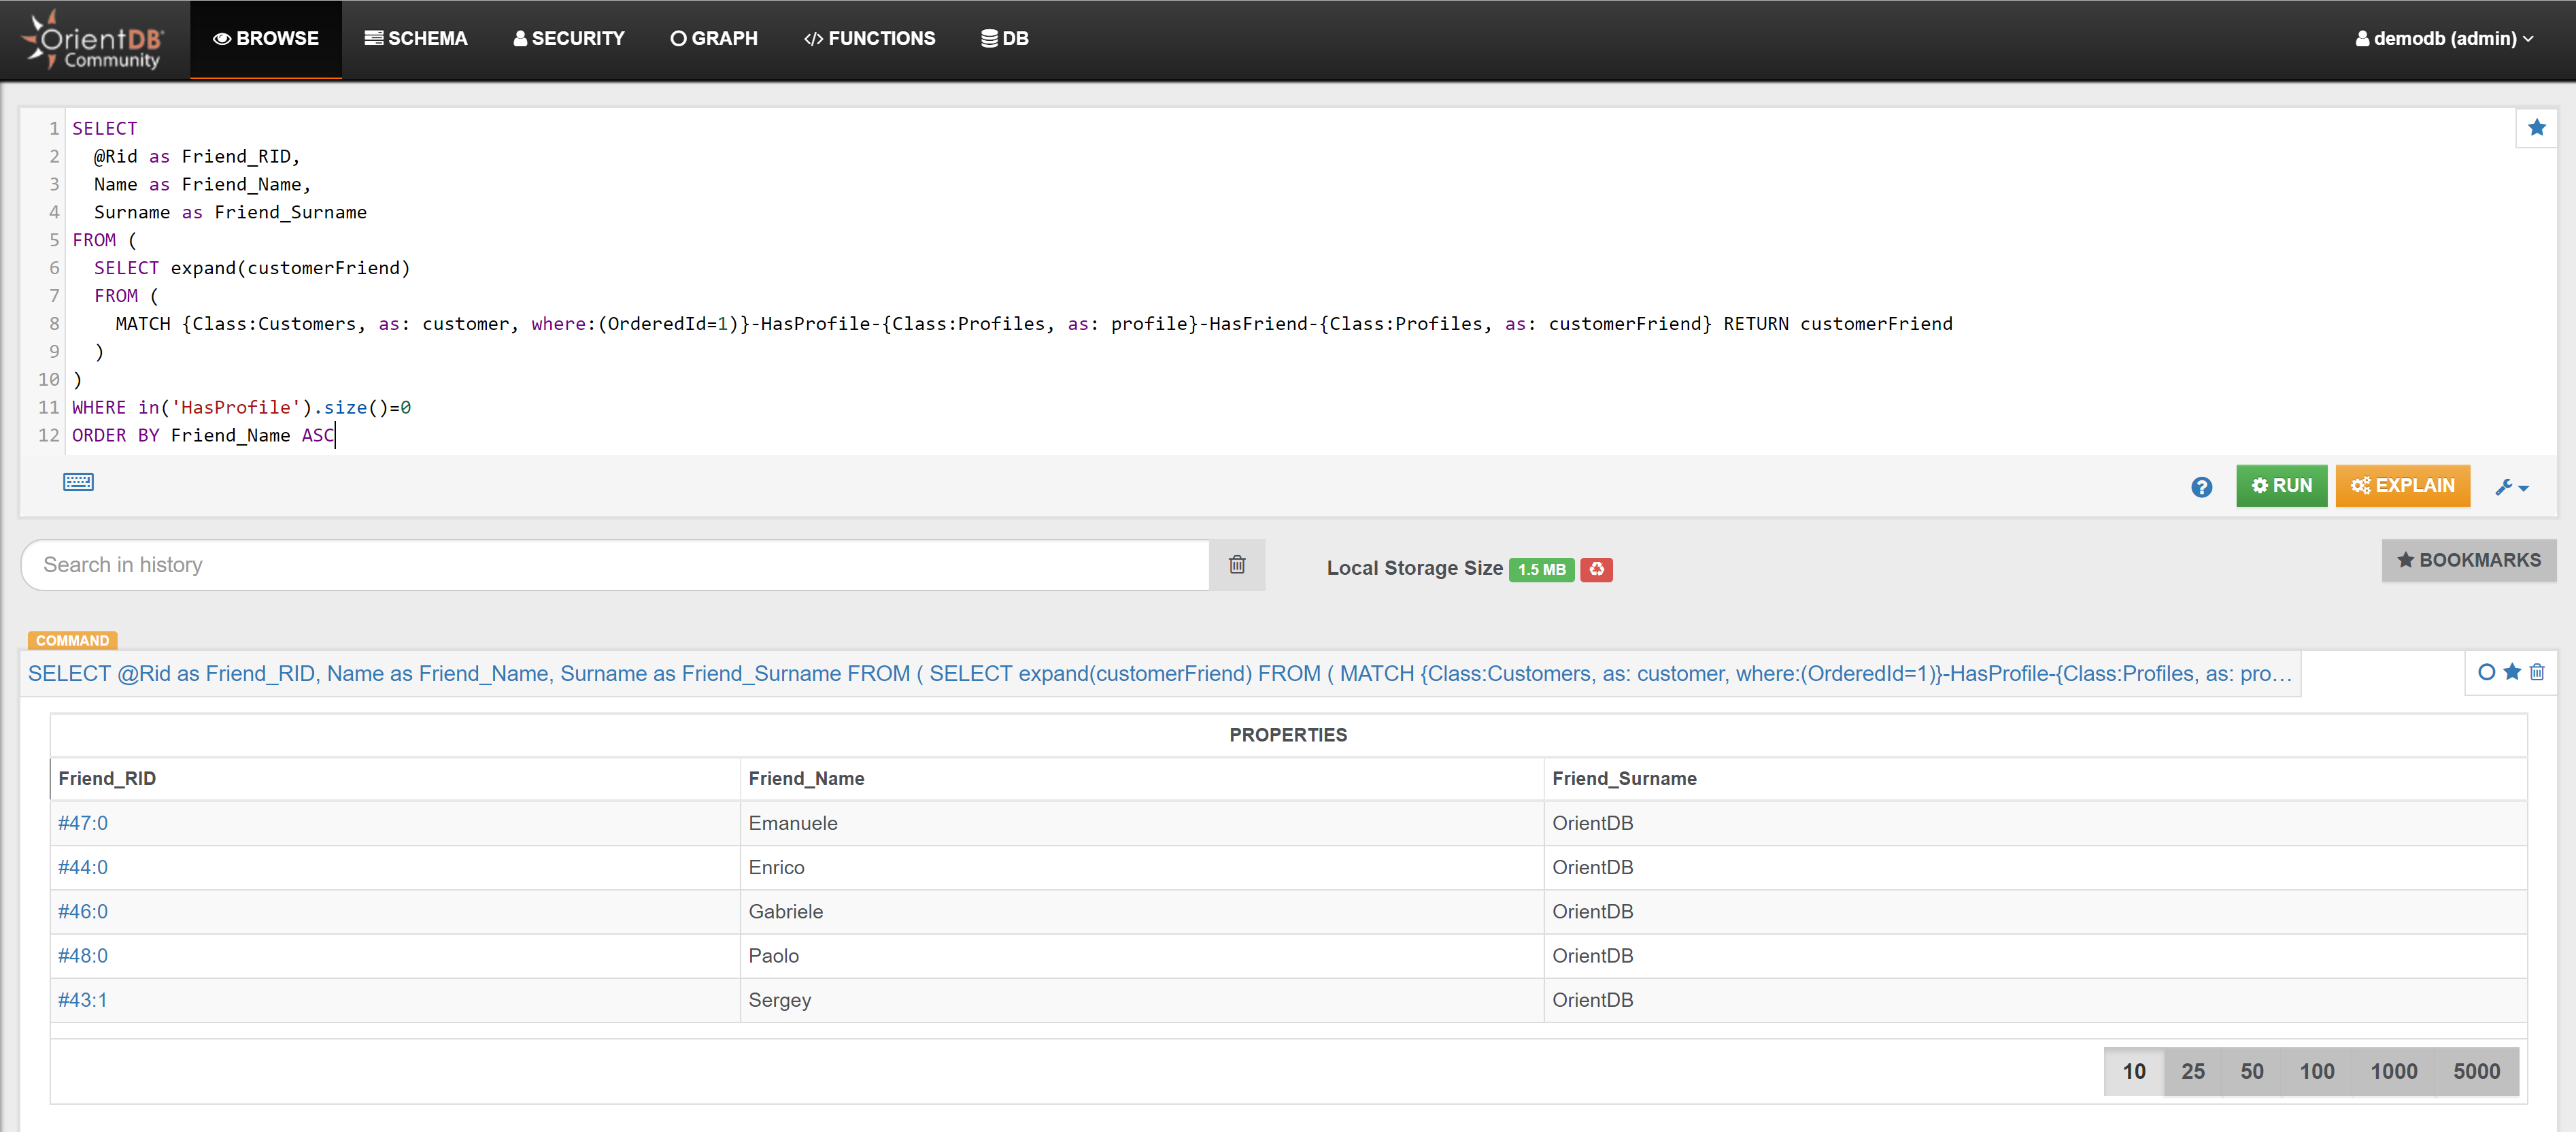 OrientDB
Community
BROWSE
SCHEMA
SECURITY
GRAPH
</> FUNCTIONS
DB
demodb (admin)
1 SELECT
2 @Rid as Friend_RID,
3 Name as Friend_Name,
4 Surname as Friend_Surname
5 FROM (
6 SELECT expand(customerFriend)
7 FROM (
8 MATCH {Class:Customers, as: customer, where:(OrderedId=1)}-HasProfile-{Class:Profiles, as: profile}-HasFriend-{Class:Profiles, as: customerFriend} RETURN customerFriend
9 )
10 )
11 WHERE in('HasProfile').size()=0
12 ORDER BY Friend_Name ASC
? RUN EXPLAIN
Search in history
Local Storage Size 1.5 MB
BOOKMARKS
COMMAND
SELECT @Rid as Friend_RID, Name as Friend_Name, Surname as Friend_Surname FROM ( SELECT expand(customerFriend) FROM ( MATCH {Class:Customers, as: customer, where:(OrderedId=1)}-HasProfile-{Class:Profiles, as: pro...
PROPERTIES
Friend_RID Friend_Name Friend_Surname
#47:0 Emanuele OrientDB
#44:0 Enrico OrientDB
#46:0 Gabriele OrientDB
#48:0 Paolo OrientDB
#43:1 Sergey OrientDB
10 25 50 100 1000 5000